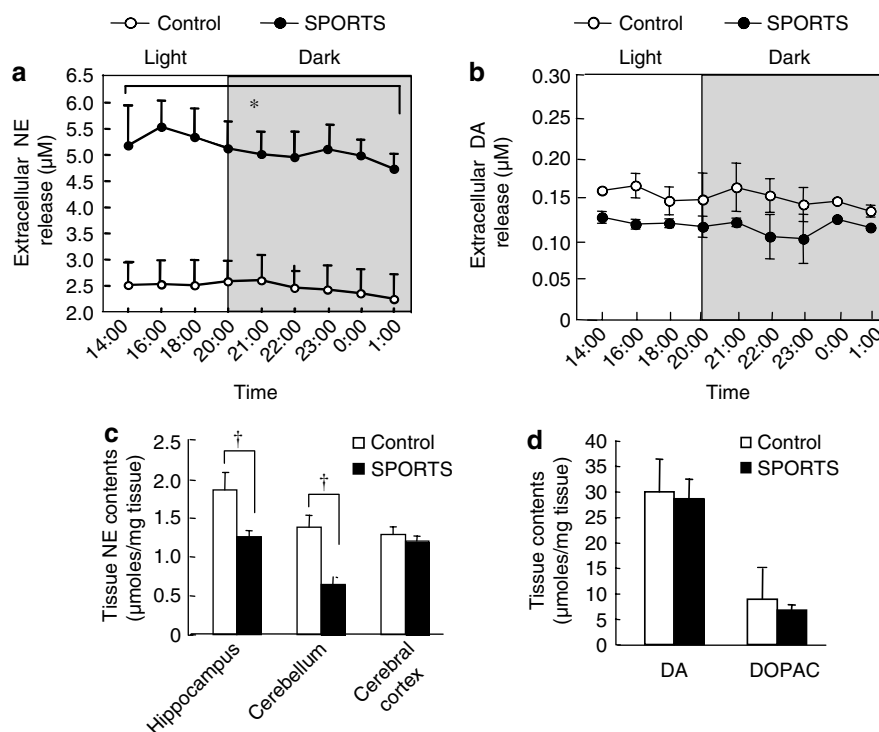 Control SPORTS
Light Dark
a
Extracellular NE
release (μM)
6.5
6.0
5.5
5.0
3.0
2.5
2.0
*
14:00 16:00 18:00 20:00 21:00 22:00 23:00 0:00 1:00
Time
Control SPORTS
Light Dark
b
Extracellular DA
release (μM)
0.30
0.25
0.20
0.15
0.10
0.05
0
14:00 16:00 18:00 20:00 21:00 22:00 23:00 0:00 1:00
Time
c
Tissue NE contents
(μmoles/mg tissue)
2.5
2.0
1.5
1.0
0.5
0
† †
Control
SPORTS
Hippocampus Cerebellum Cerebral
cortex
d
Tissue contents
(μmoles/mg tissue)
40
35
30
25
20
15
10
5
0
Control
SPORTS
DA DOPAC